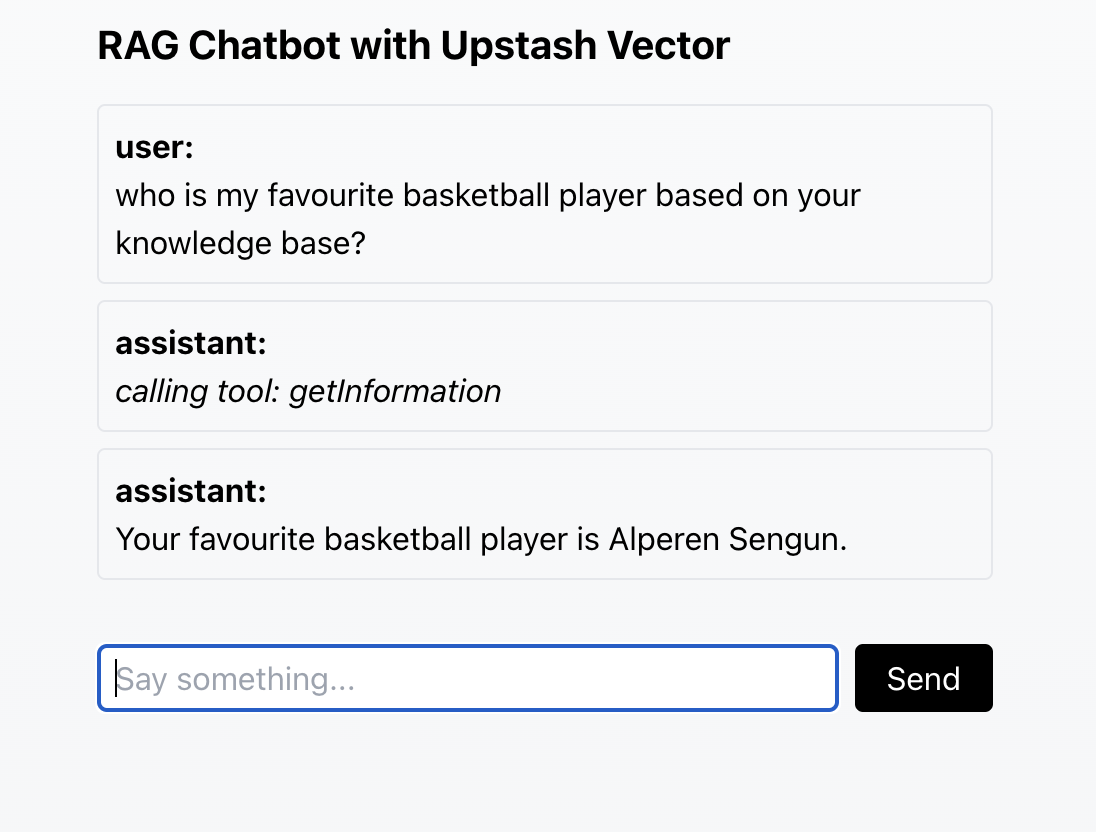 RAG Chatbot with Upstash Vector
user:
who is my favourite basketball player based on your
knowledge base?
assistant:
calling tool: getInformation
assistant:
Your favourite basketball player is Alperen Sengun.
Say something...
Send